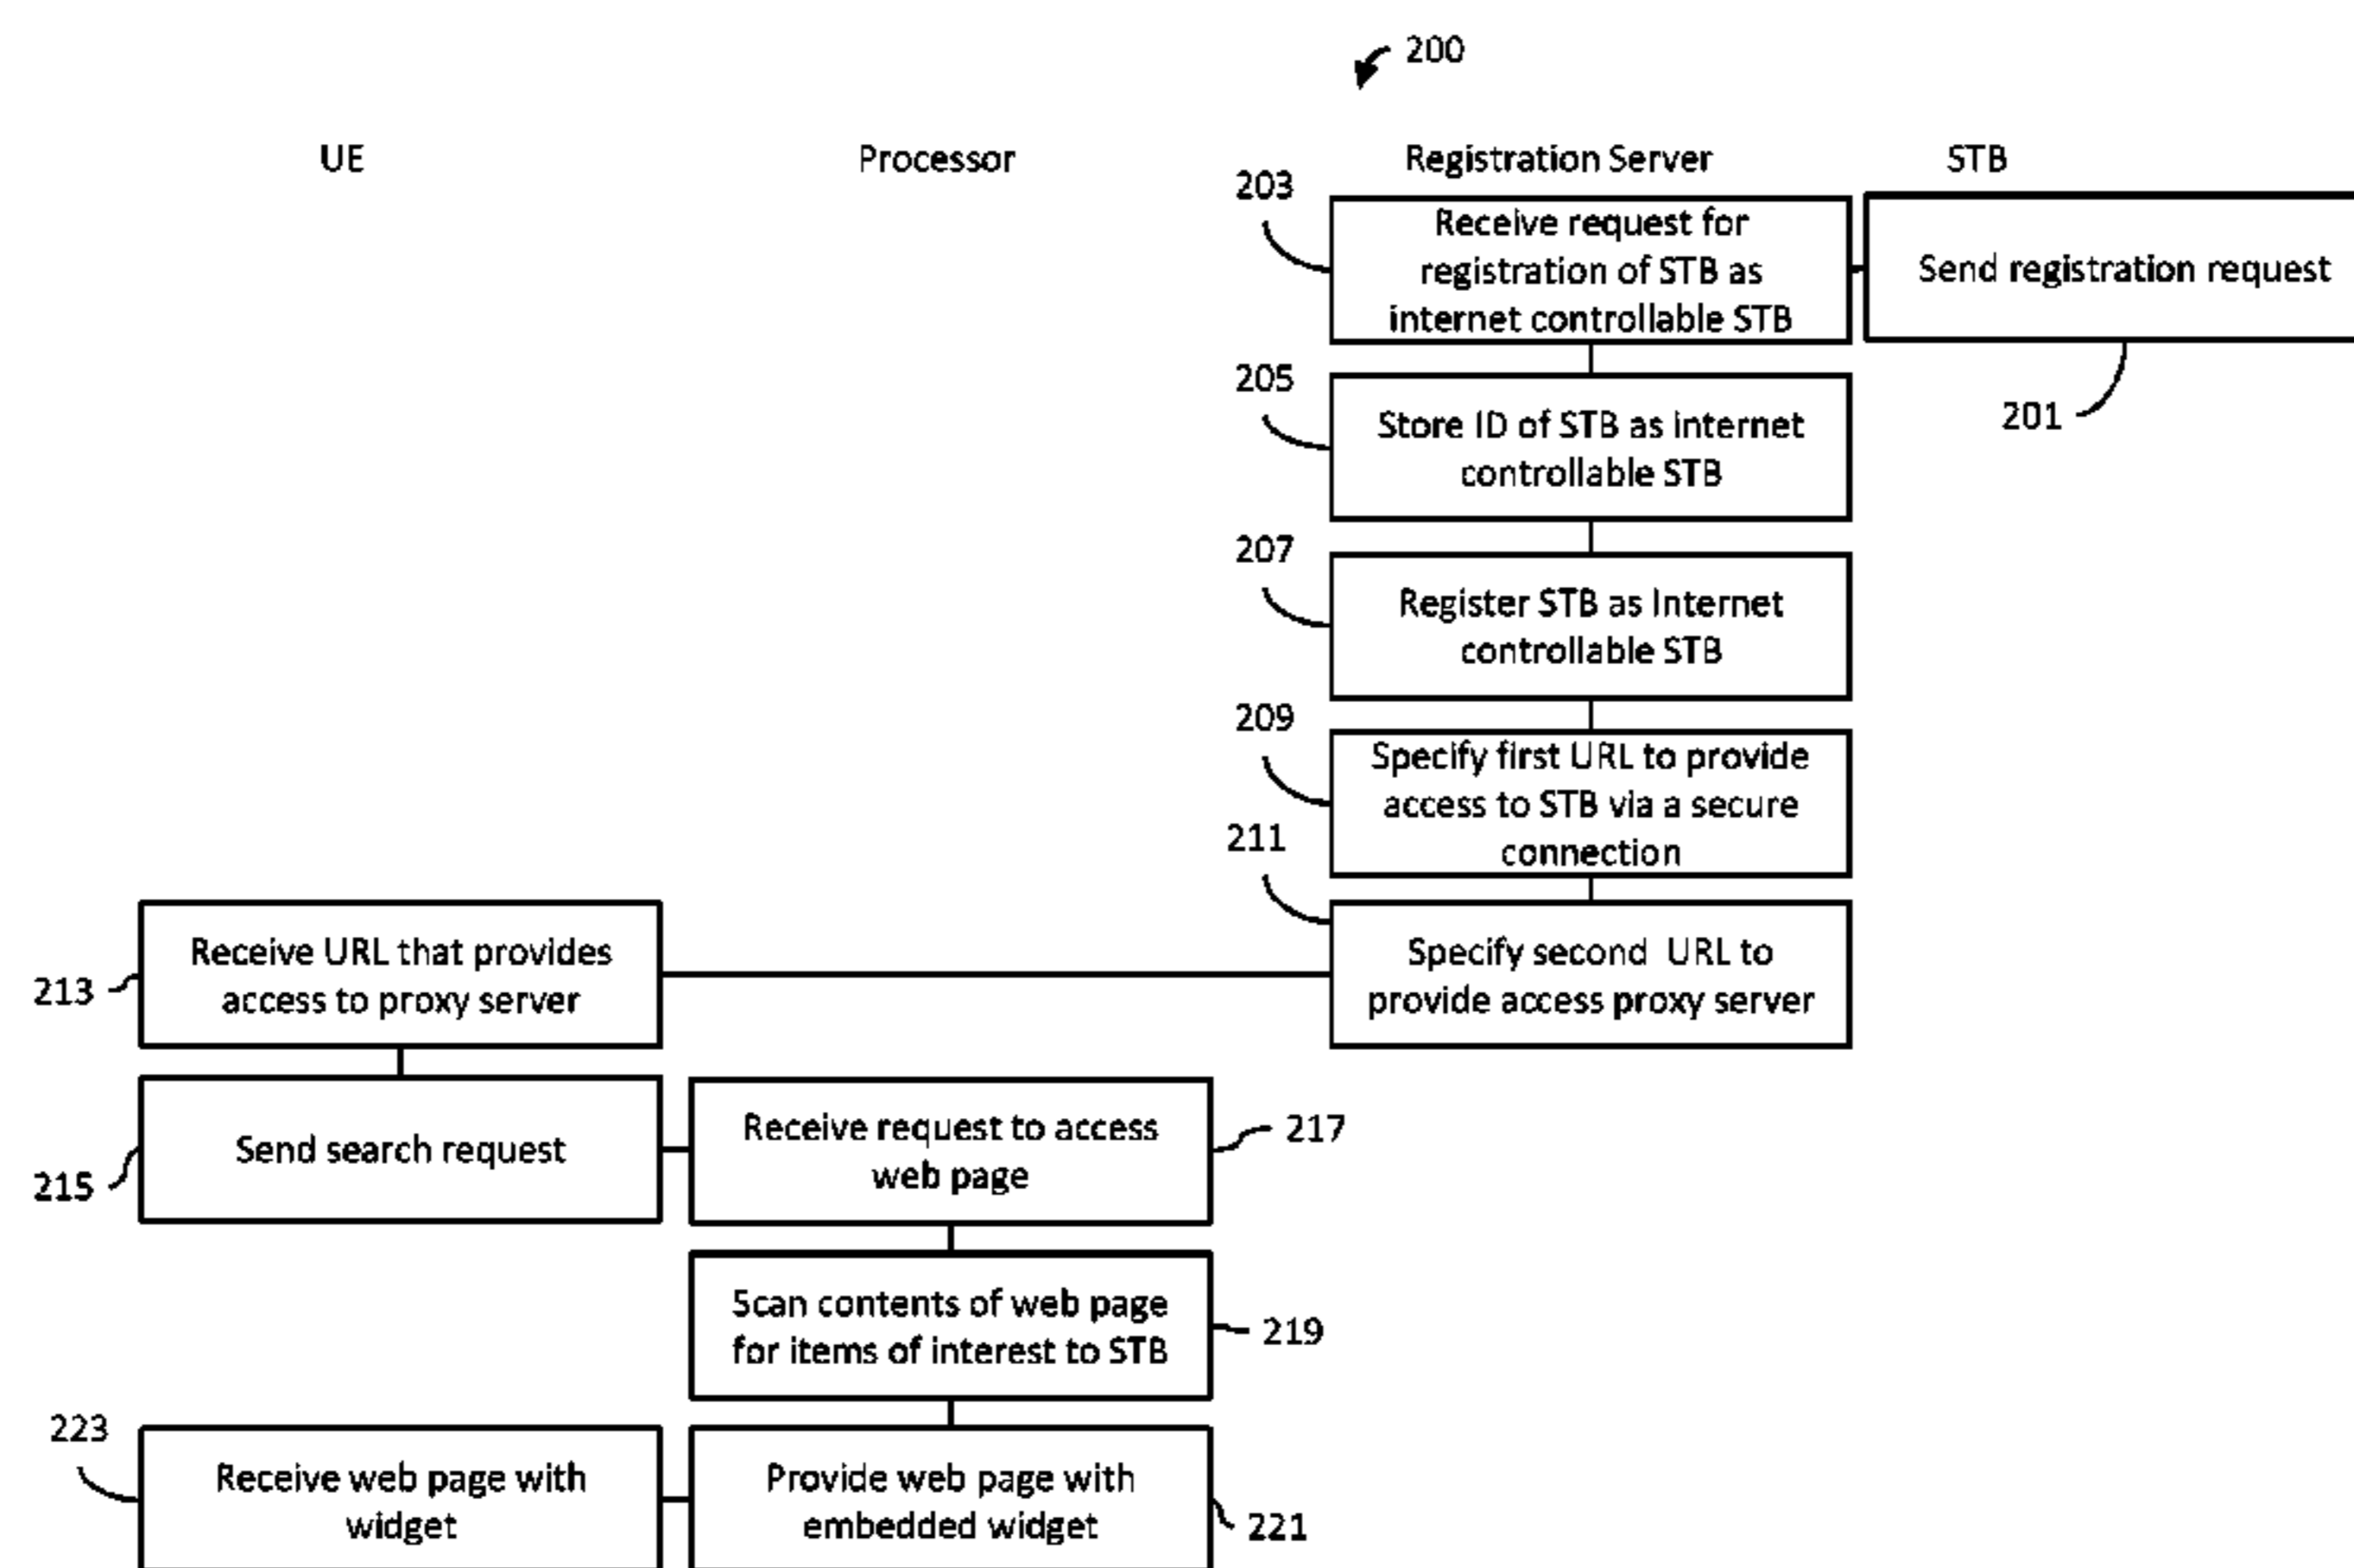 200
UE
Processor
Registration Server
STB
203
Receive request for
registration of STB as
internet controllable STB
Send registration request
201
205
Store ID of STB as internet
controllable STB
207
Register STB as Internet
controllable STB
209
Specify first URL to provide
access to STB via a secure
connection
211
Receive URL that provides
access to proxy server
213
Specify second URL to
provide access proxy server
Send search request
215
Receive request to access
web page
217
Scan contents of web page
for items of interest to STB
219
223
Receive web page with
widget
Provide web page with
embedded widget
221